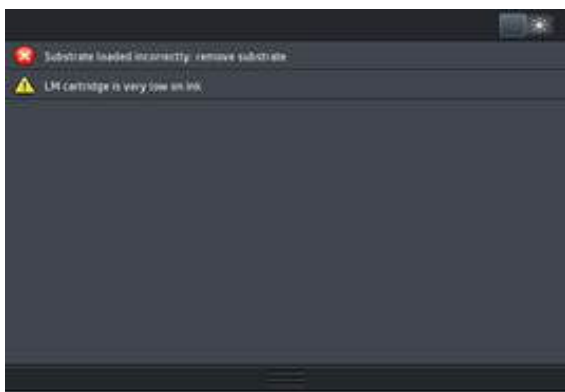 Substrate loaded incorrectly: remove substrate
LM cartridge is very low on ink